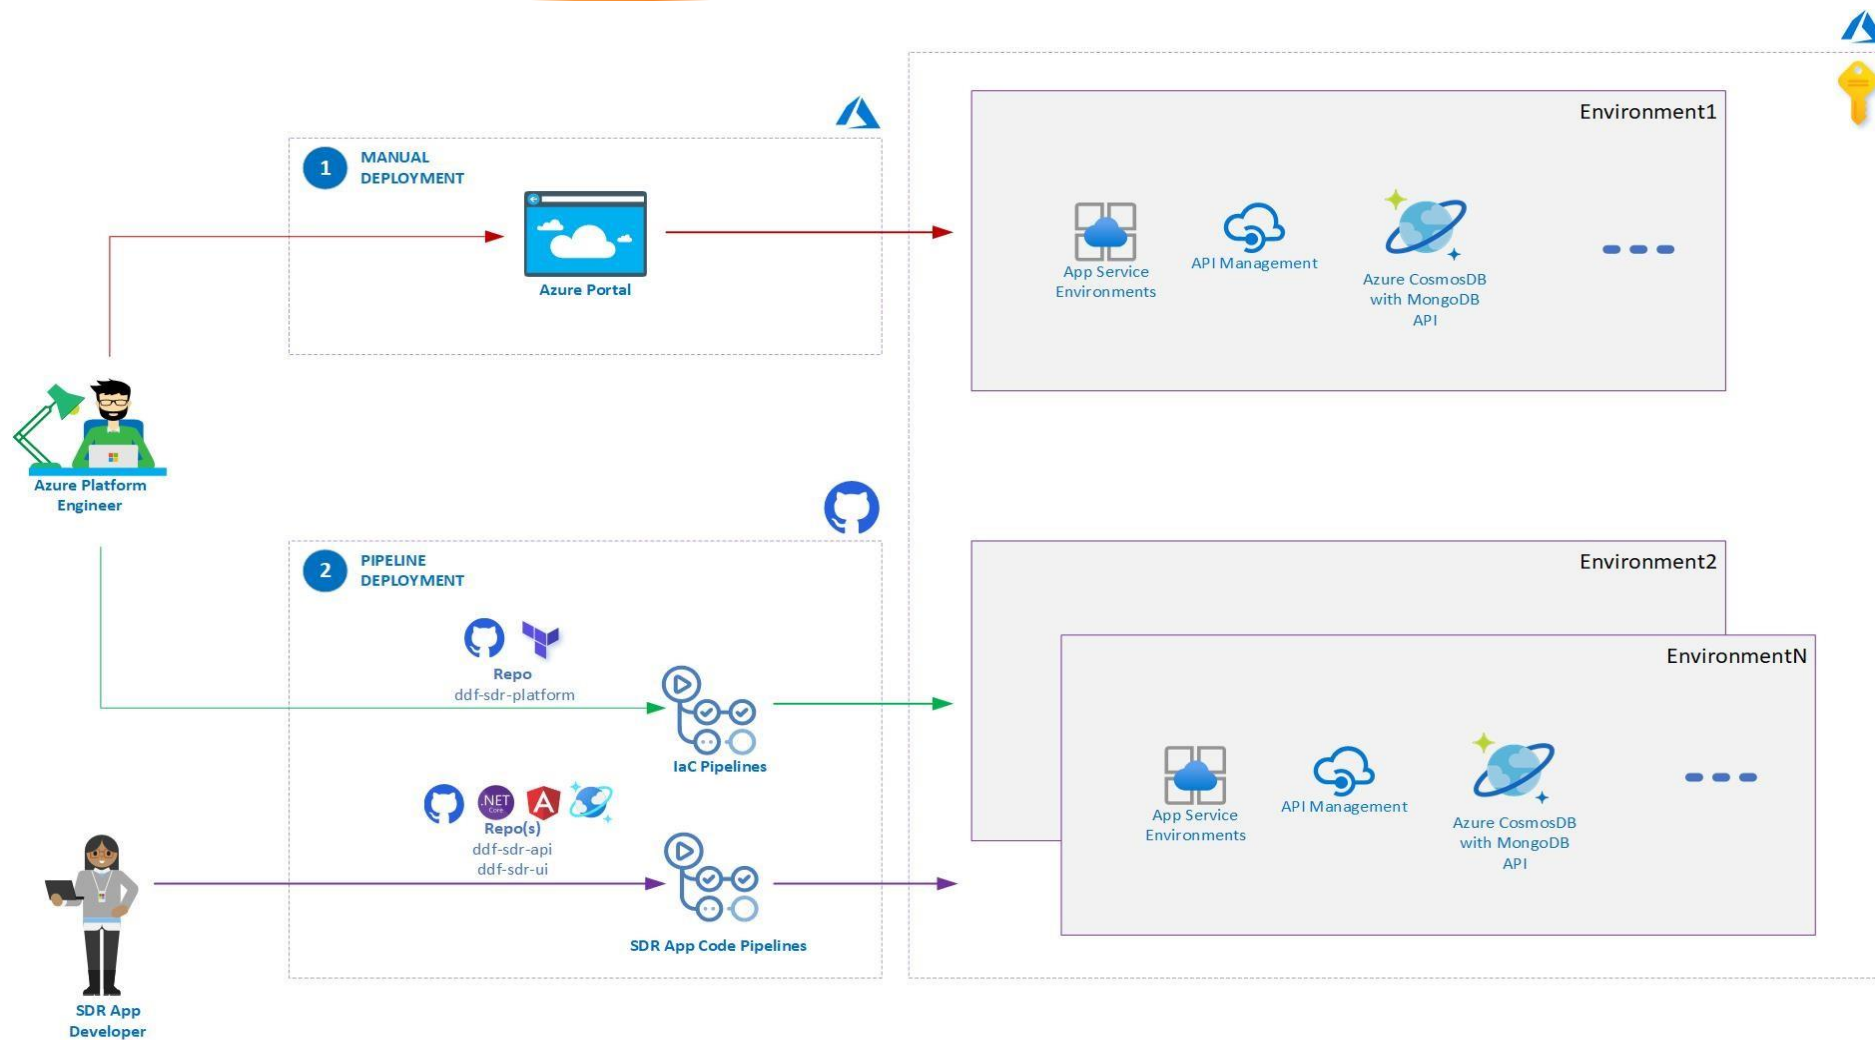 Environment1
1
MANUAL
DEPLOYMENT
Azure Portal
App Service
Environments
API Management
Azure CosmosDB
with MongoDB
API
Azure Platform
Engineer
2
PIPELINE
DEPLOYMENT
Repo
ddf-sdr-platform
IaC Pipelines
.NET
Core
A
Repo(s)
ddf-sdr-api
ddf-sdr-ui
SDR App Code Pipelines
SDR App
Developer
Environment2
EnvironmentN
App Service
Environments
API Management
Azure CosmosDB
with MongoDB
API